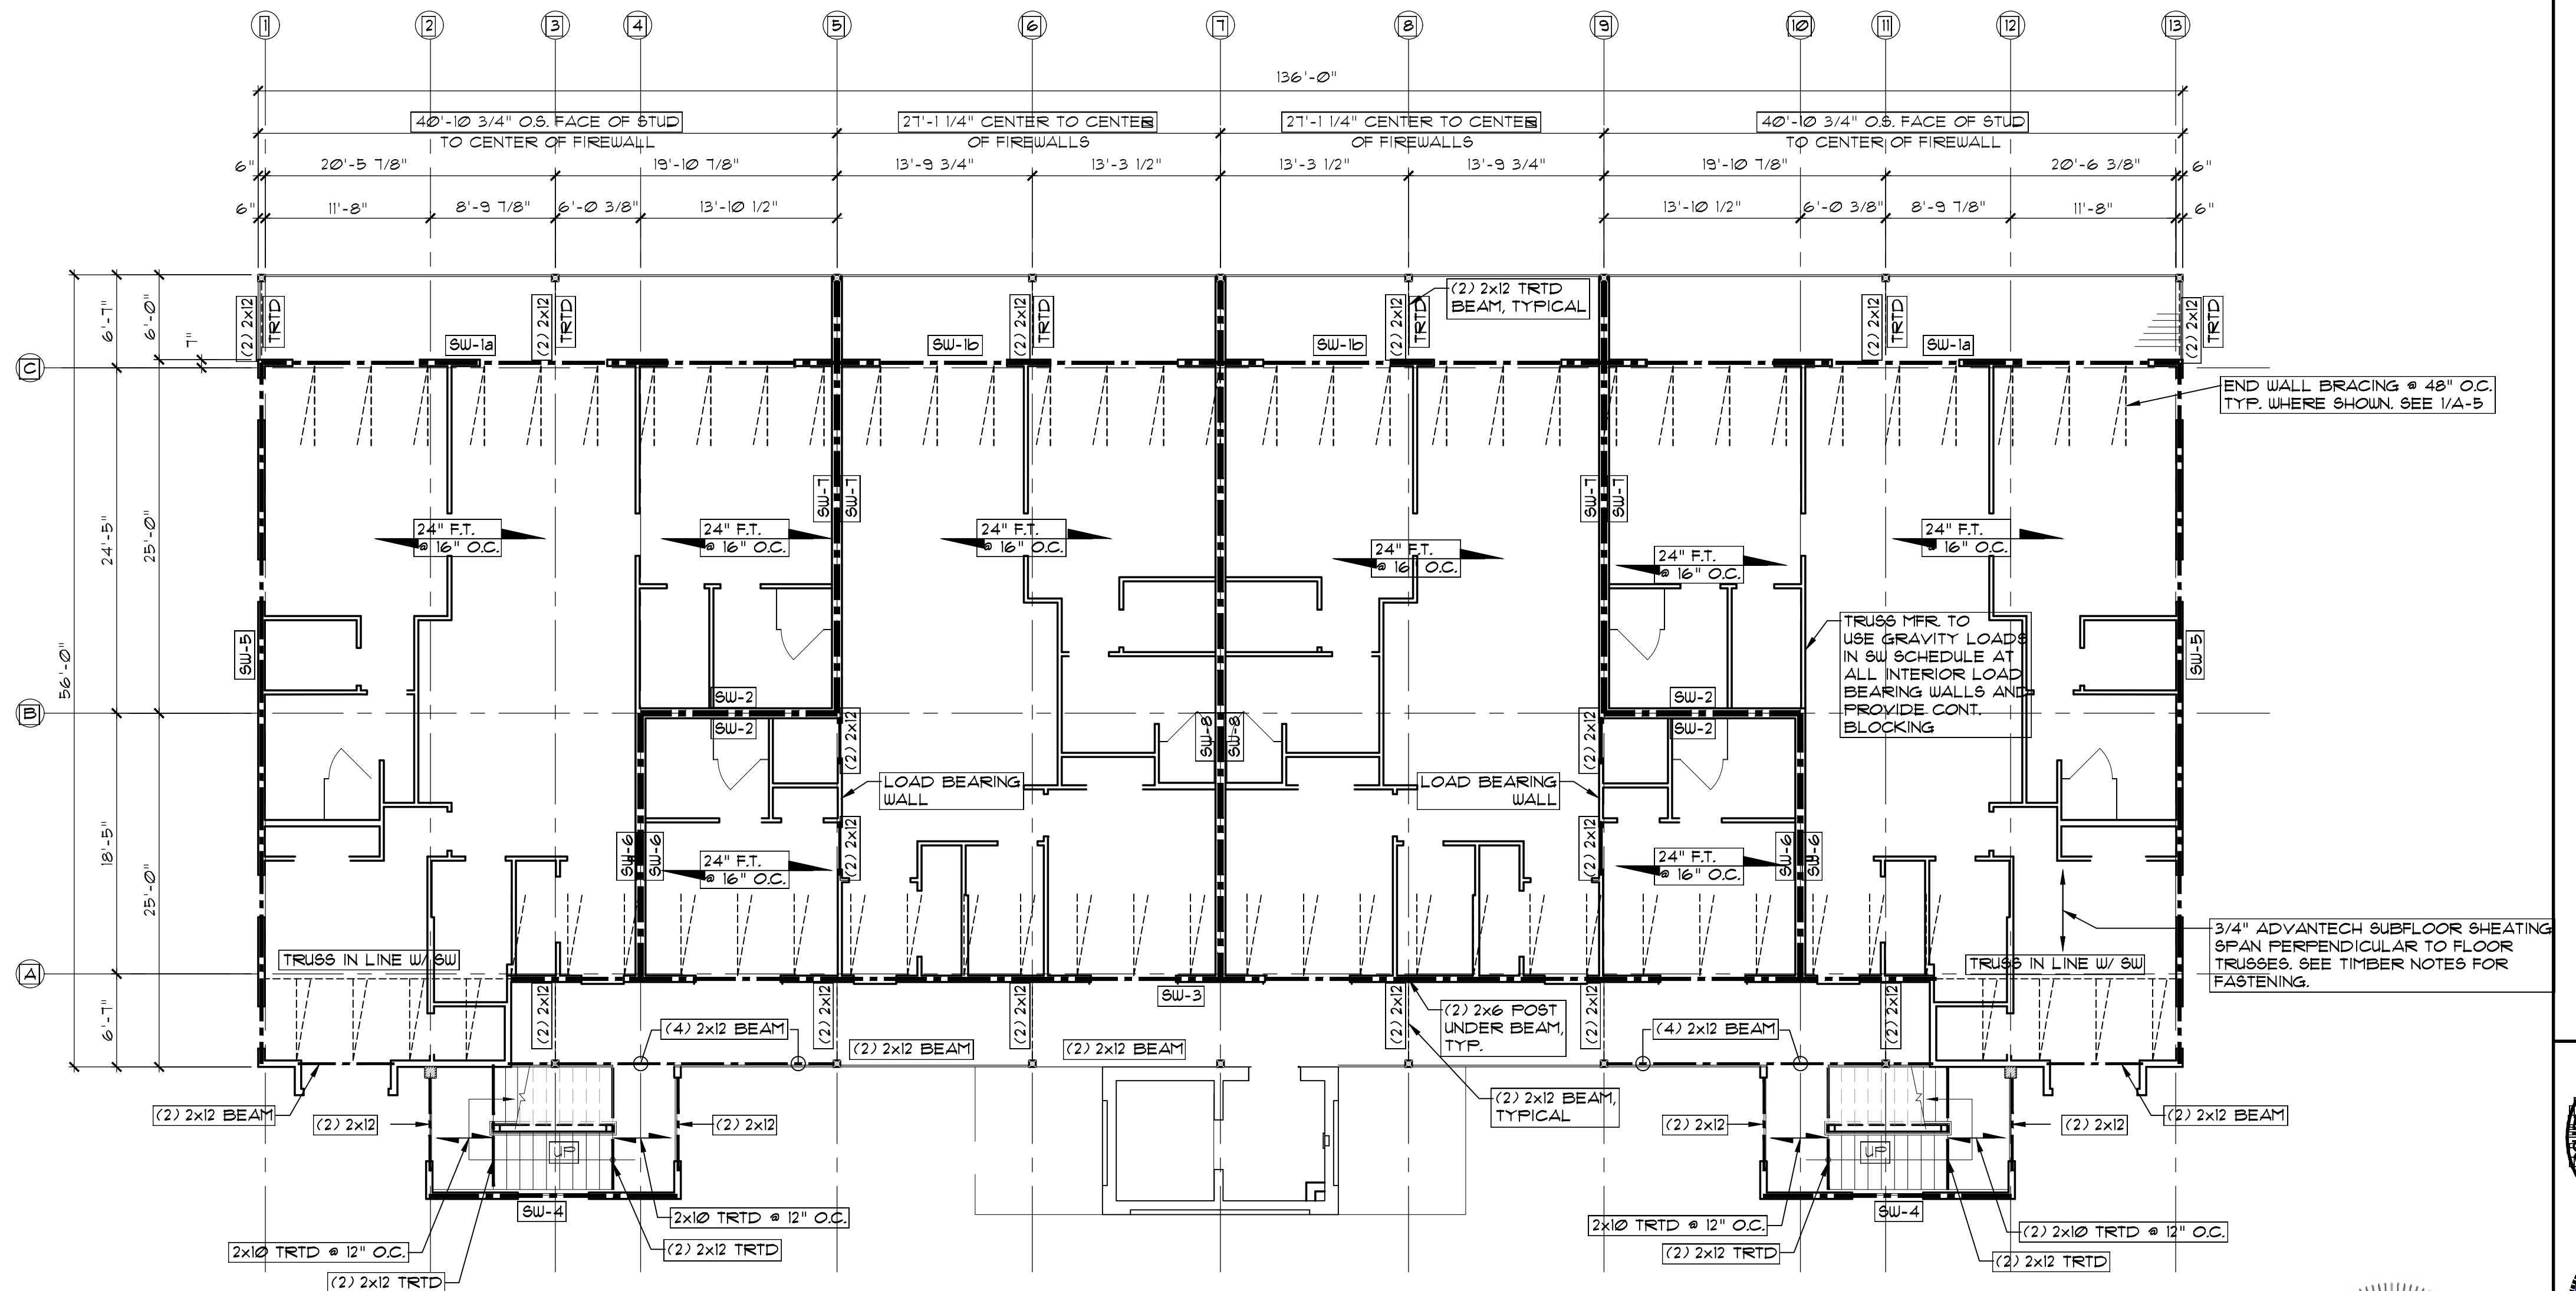 1 2 3 4 5 6 7 8 9 10 11 12 13
136'-0"
40'-10 3/4" O.S. FACE OF STUD
TO CENTER OF FIREWALL
27'-1 1/4" CENTER TO CENTER
OF FIREWALLS
27'-1 1/4" CENTER TO CENTER
OF FIREWALLS
40'-10 3/4" O.S. FACE OF STUD
TO CENTER OF FIREWALL
6" 20'-5 7/8" 19'-10 7/8" 13'-9 3/4" 13'-3 1/2" 13'-3 1/2" 13'-9 3/4" 19'-10 7/8" 20'-6 3/8" 6"
6" 11'-8" 8'-9 7/8" 6'-0 3/8" 13'-10 1/2" 13'-10 1/2" 6'-0 3/8" 8'-9 7/8" 11'-8" 6"
56'-0"
6'-7"
6'-0"
7"
24'-5"
25'-0"
18'-5"
25'-0"
6'-7"
C
B
A
(2) 2x12
TRTD
(2) 2x12
TRTD
(2) 2x12
TRTD
(2) 2x12
TRTD
(2) 2x12
TRTD
(2) 2x12
TRTD
(2) 2x12 TRTD
BEAM, TYPICAL
SW-1a
SW-1b
SW-1b
SW-1a
END WALL BRACING @ 48" O.C.
TYP. WHERE SHOWN. SEE 1/A-5
SW-7
SW-7
SW-7
SW-7
24" F.T.
@ 16" O.C.
24" F.T.
@ 16" O.C.
24" F.T.
@ 16" O.C.
24" F.T.
@ 16" O.C.
24" F.T.
@ 16" O.C.
24" F.T.
@ 16" O.C.
TRUSS MFR. TO
USE GRAVITY LOADS
IN SW SCHEDULE AT
ALL INTERIOR LOAD
BEARING WALLS AND
PROVIDE CONT.
BLOCKING
SW-5
SW-5
SW-2
SW-2
SW-2
SW-2
SW-8
SW-8
(2) 2x12
(2) 2x12
LOAD BEARING
WALL
LOAD BEARING
WALL
(2) 2x12
(2) 2x12
SW-6
SW-6
SW-6
SW-6
24" F.T.
@ 16" O.C.
24" F.T.
@ 16" O.C.
TRUSS IN LINE W/ SW
TRUSS IN LINE W/ SW
3/4" ADVANTECH SUBFLOOR SHEATING
SPAN PERPENDICULAR TO FLOOR
TRUSSES. SEE TIMBER NOTES FOR
FASTENING.
SW-3
(2) 2x12
(2) 2x12
(2) 2x12
(2) 2x12
(2) 2x12
(2) 2x12
(4) 2x12 BEAM
(2) 2x12 BEAM
(2) 2x12 BEAM
(2) 2x6 POST
UNDER BEAM,
TYP.
(4) 2x12 BEAM
(2) 2x12 BEAM,
TYPICAL
(2) 2x12 BEAM
(2) 2x12
(2) 2x12
(2) 2x12
(2) 2x12
(2) 2x12 BEAM
UP
UP
SW-4
SW-4
2x10 TRTD @ 12" O.C.
(2) 2x12 TRTD
2x10 TRTD @ 12" O.C.
(2) 2x12 TRTD
2x10 TRTD @ 12" O.C.
(2) 2x12 TRTD
(2) 2x10 TRTD @ 12" O.C.
(2) 2x12 TRTD